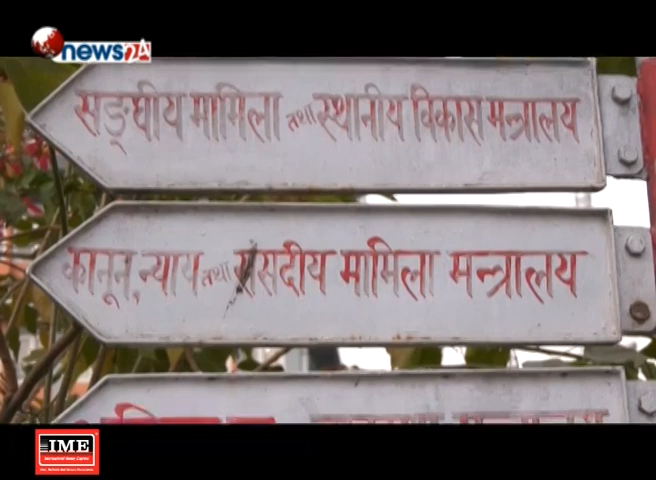 news24
सङ्घीय मामिला तथा स्थानीय विकास मन्त्रालय
कानून, न्याय तथा संसदीय मामिला मन्त्रालय
IME